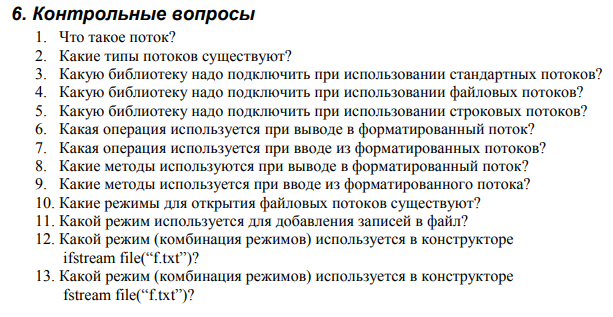 6. Контрольные вопросы
1. Что такое поток?
2. Какие типы потоков существуют?
3. Какую библиотеку надо подключить при использовании стандартных потоков?
4. Какую библиотеку надо подключить при использовании файловых потоков?
5. Какую библиотеку надо подключить при использовании строковых потоков?
6. Какая операция используется при выводе в форматированный поток?
7. Какая операция используется при вводе из форматированных потоков?
8. Какие методы используются при выводе в форматированный поток?
9. Какие методы используется при вводе из форматированного потока?
10. Какие режимы для открытия файловых потоков существуют?
11. Какой режим используется для добавления записей в файл?
12. Какой режим (комбинация режимов) используется в конструкторе
ifstream file(“f.txt”)?
13. Какой режим (комбинация режимов) используется в конструкторе
fstream file(“f.txt”)?